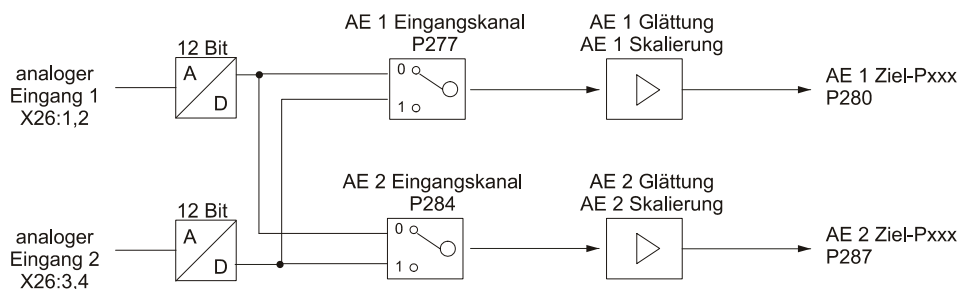 AE 1 Eingangskanal
P277
AE 1 Glättung
AE 1 Skalierung
12 Bit
analoger
Eingang 1
X26:1,2
A
D
0
1
AE 1 Ziel-Pxxx
P280
AE 2 Eingangskanal
P284
AE 2 Glättung
AE 2 Skalierung
12 Bit
analoger
Eingang 2
X26:3,4
A
D
0
1
AE 2 Ziel-Pxxx
P287